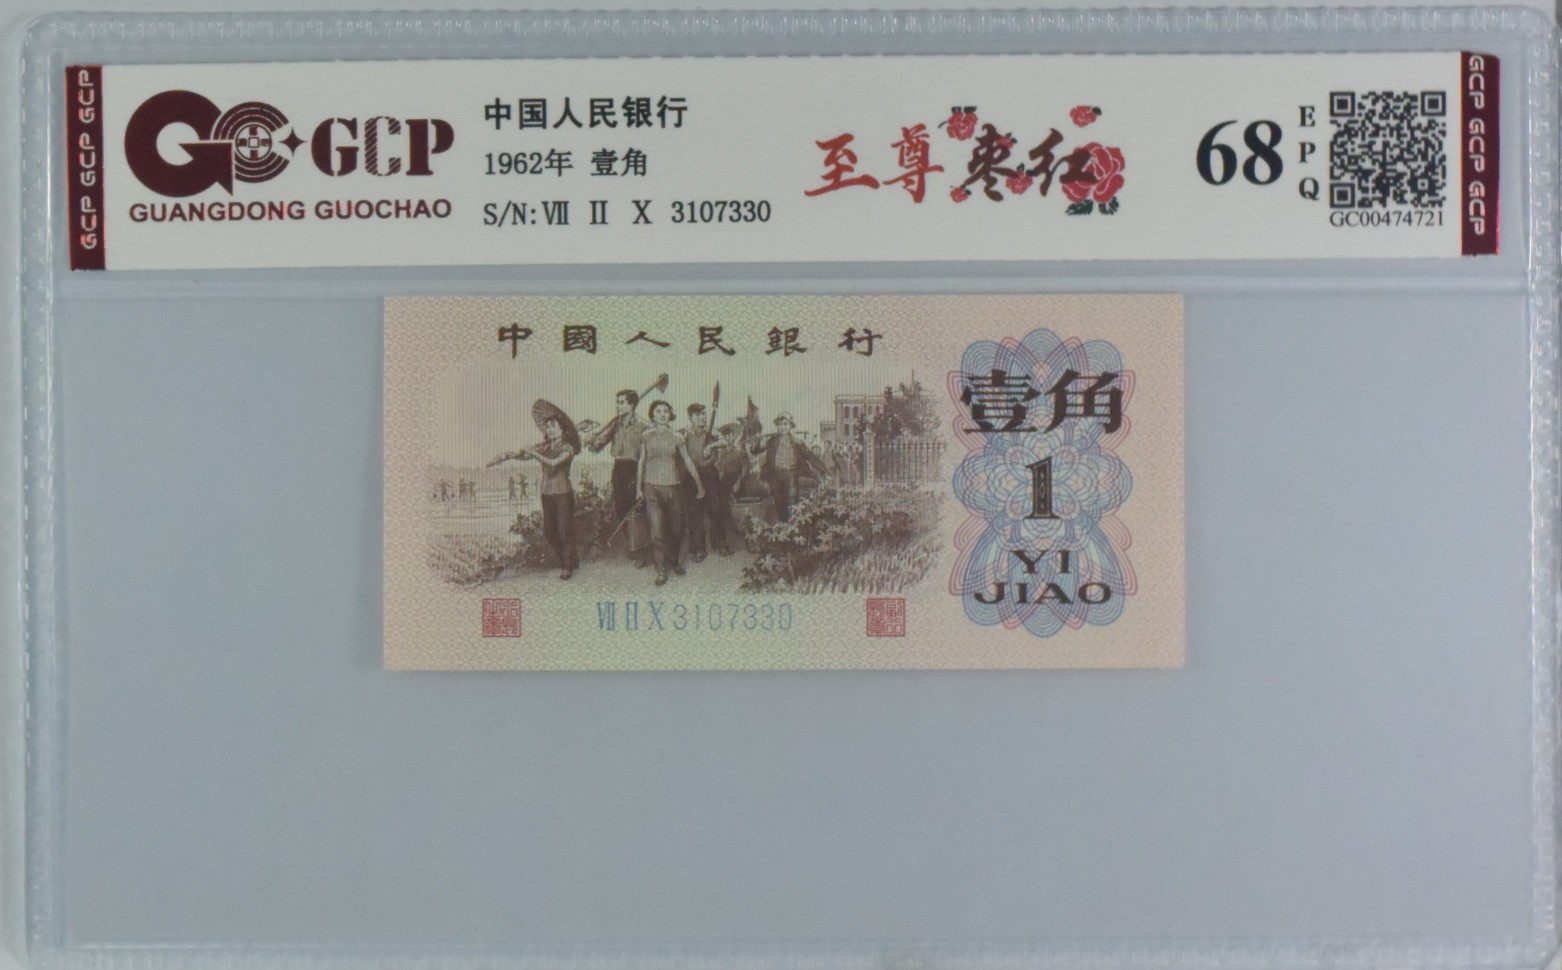 GCP GCP GCP
GCP
GUANGDONG GUOCHAO
中国人民银行
1962年 壹角
S/N: Ⅶ Ⅱ X 3107330
至尊枣红
68
EPQ
GC00474721
GCP GCP GCP
中國人民銀行
壹角
1
YI
JIAO
Ⅷ Ⅱ X 3107330